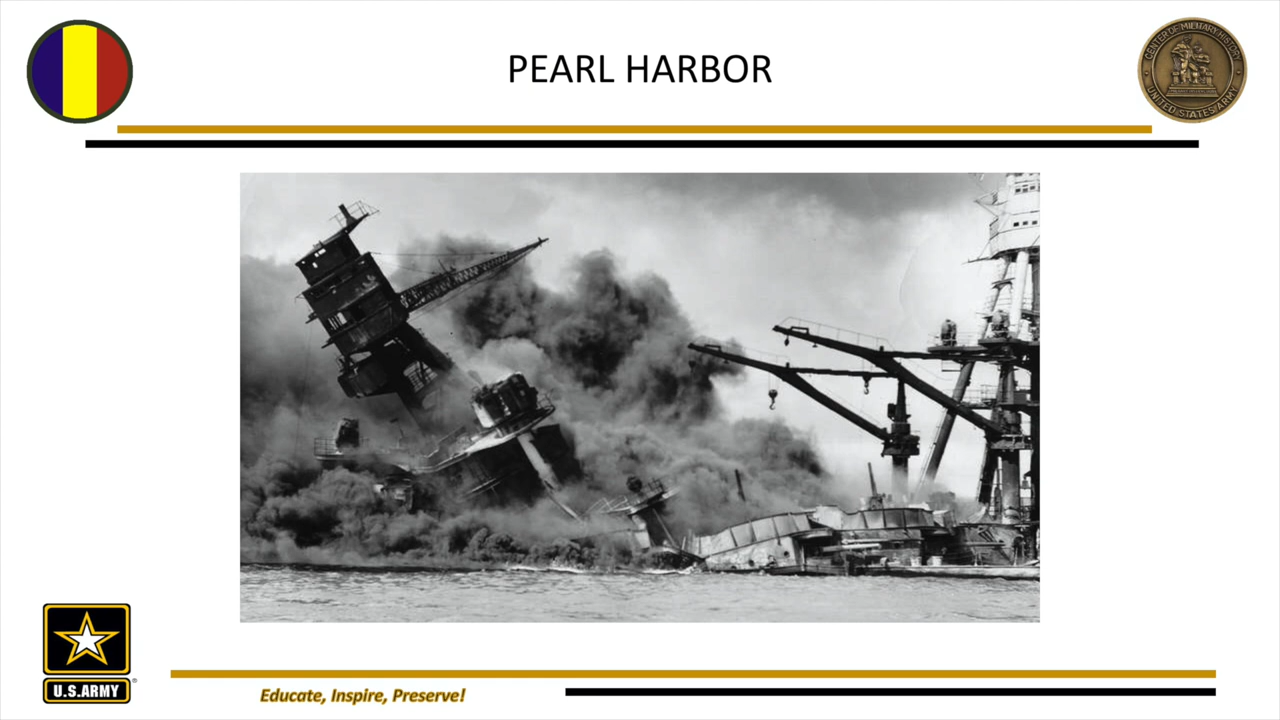 PEARL HARBOR
CENTER OF MILITARY HISTORY
UNITED STATES ARMY
U.S.ARMY
®
Educate, Inspire, Preserve!